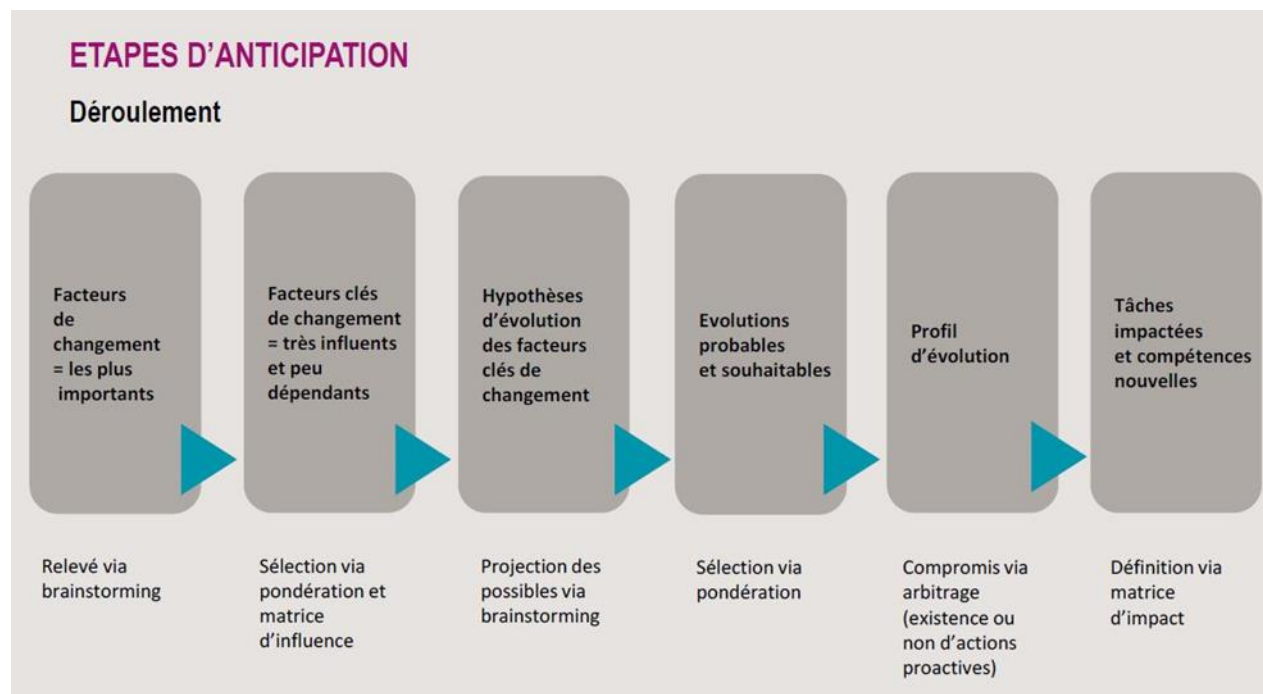 ETAPES D’ANTICIPATION
Déroulement
Facteurs
de
changement
= les plus
importants
Facteurs clés
de changement
= très influents
et peu
dépendants
Hypothèses
d’évolution
des facteurs
clés de
changement
Evolutions
probables
et souhaitables
Profil
d’évolution
Tâches
impactées
et compétences
nouvelles
Relevé via
brainstorming
Sélection via
pondération et
matrice
d’influence
Projection des
possibles via
brainstorming
Sélection via
pondération
Compromis via
arbitrage
(existence ou
non d’actions
proactives)
Définition via
matrice
d’impact